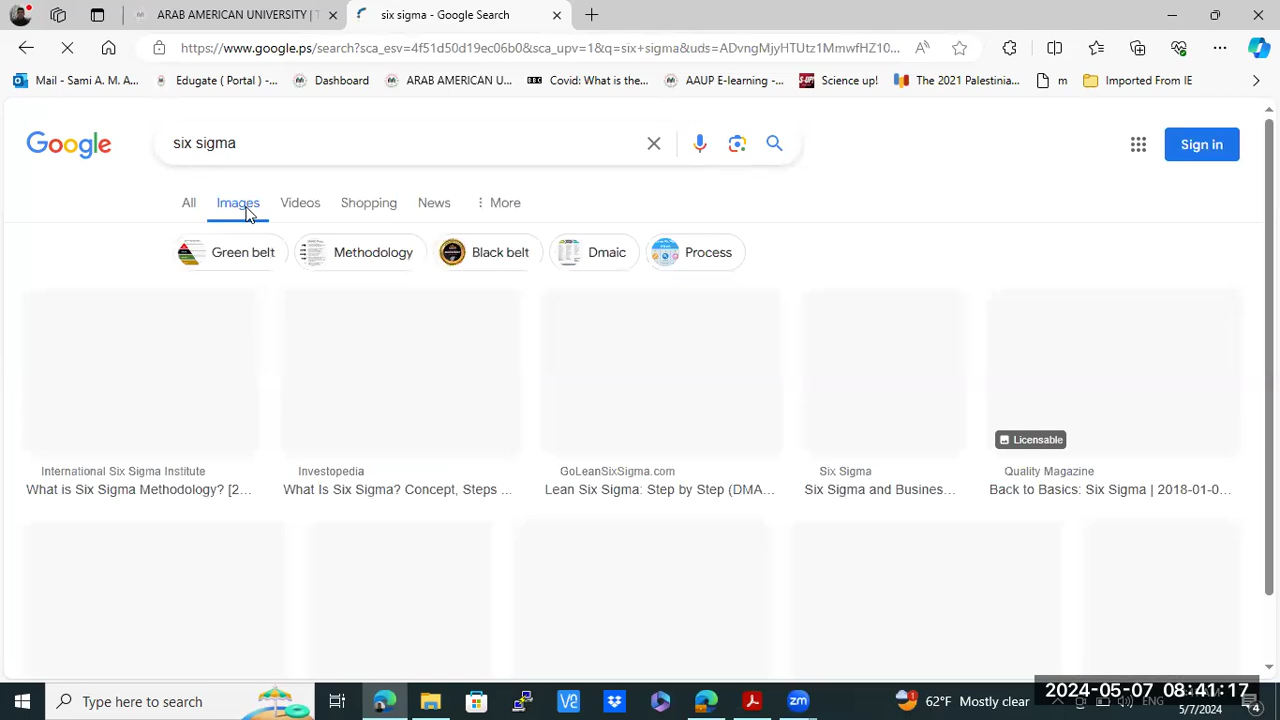 ARAB AMERICAN UNIVERSITY | T
six sigma - Google Search
https://www.google.ps/search?sca_esv=4f51d50d19ec06b0&sca_upv=1&q=six+sigma&uds=ADvngMjyHTUtz1MmwfHZ10...
Mail - Sami A. M. A...
Edugate ( Portal ) -...
Dashboard
ARAB AMERICAN U...
BBC
Covid: What is the...
AAUP E-learning -...
Science up!
The 2021 Palestinia...
m
Imported From IE
Google
six sigma
Sign in
All
Images
Videos
Shopping
News
More
Green belt
Methodology
Black belt
Dmaic
Process
Licensable
International Six Sigma Institute
Investopedia
GoLeanSixSigma.com
Six Sigma
Quality Magazine
What is Six Sigma Methodology? [2...
What Is Six Sigma? Concept, Steps ...
Lean Six Sigma: Step by Step (DMA...
Six Sigma and Busines...
Back to Basics: Six Sigma | 2018-01-0...
Type here to search
62°F Mostly clear
2024-05-07 08:41:17
ENG
5/7/2024
4